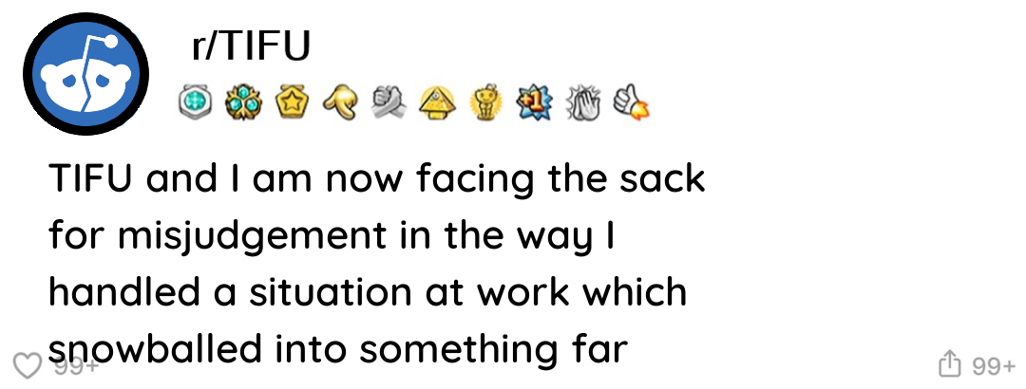 r/TIFU
+1
TIFU and I am now facing the sack
for misjudgement in the way I
handled a situation at work which
snowballed into something far
99+
99+